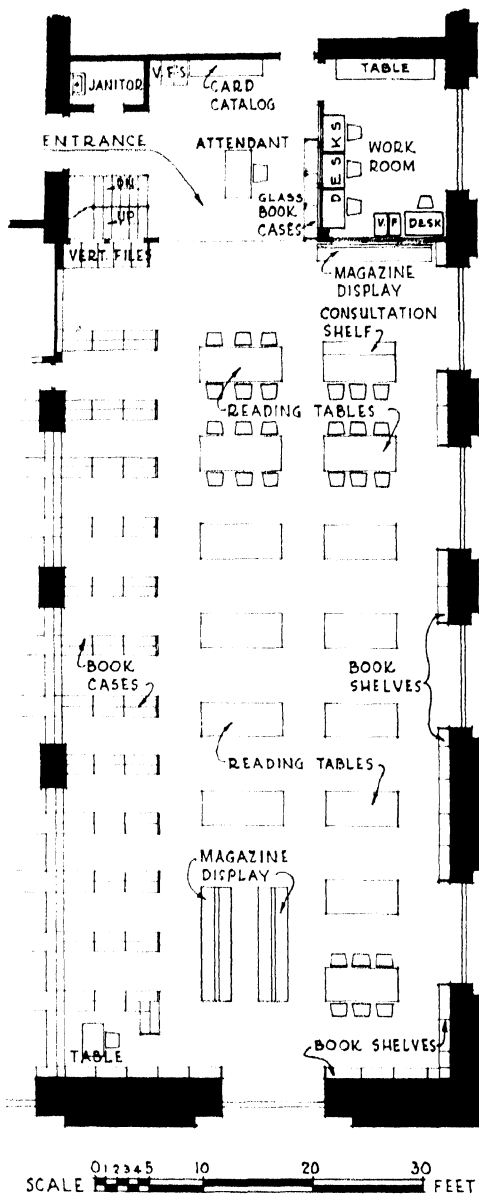 JANITOR
V.F'S
CARD
CATALOG
TABLE
ENTRANCE
ATTENDANT
DESKS
WORK
ROOM
DN.
UP
GLASS
BOOK
CASES
V.F
DESK
VERT. FILES
MAGAZINE
DISPLAY
CONSULTATION
SHELF
READING TABLES
BOOK
CASES
BOOK
SHELVES
READING TABLES
MAGAZINE
DISPLAY
TABLE
BOOK SHELVES
SCALE 0 1 2 3 4 5 10 20 30 FEET